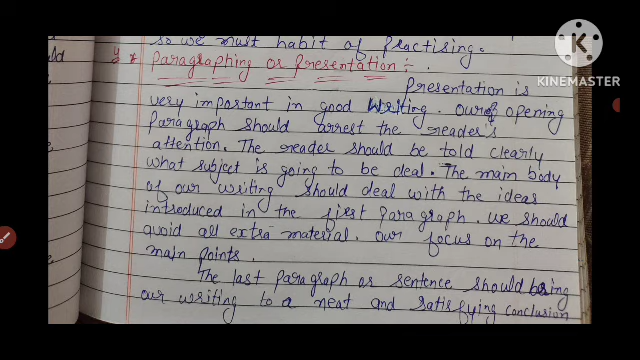 so we must habit of Practising.
y * Paragraphing or Presentation :-
KINEMASTER
Presentation is
very important in good Writing. Our opening
Paragraph should arrest the reader's
attention. The reader should be told clearly
what subject is going to be deal. The main body
of our writing should deal with the ideas
introduced in the first Paragraph. we should
avoid all extra material. Our focus on the
main points.
The last Paragraph or sentence should bring
our writing to a neat and satisfying conclusion